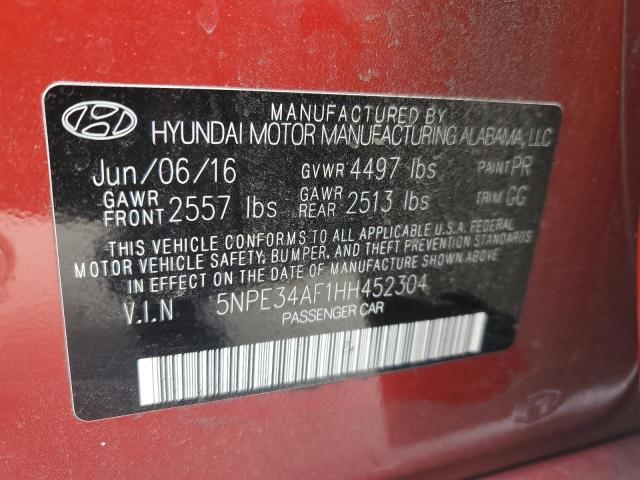 MANUFACTURED BY
HYUNDAI MOTOR MANUFACTURING ALABAMA, LLC
Jun/06/16 GVWR 4497 lbs PAINT PR
GAWR FRONT 2557 lbs GAWR REAR 2513 lbs TRIM GG
THIS VEHICLE CONFORMS TO ALL APPLICABLE U.S.A. FEDERAL
MOTOR VEHICLE SAFETY, BUMPER, AND THEFT PREVENTION STANDARDS
IN EFFECT ON THE DATE OF MANUFACTURE SHOWN ABOVE.
V.I.N 5NPE34AF1HH452304
PASSENGER CAR